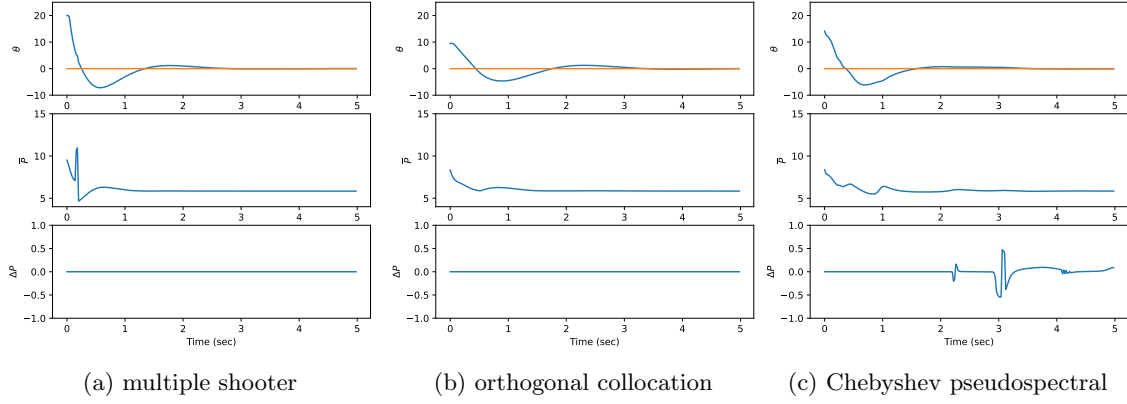 20
10
0
−10
θ
0 1 2 3 4 5
15
10
5
P̅
0 1 2 3 4 5
1.0
0.5
0.0
−0.5
−1.0
ΔP
0 1 2 3 4 5
Time (sec)
(a) multiple shooter
20
10
0
−10
θ
0 1 2 3 4 5
15
10
5
P̅
0 1 2 3 4 5
1.0
0.5
0.0
−0.5
−1.0
ΔP
0 1 2 3 4 5
Time (sec)
(b) orthogonal collocation
20
10
0
−10
θ
0 1 2 3 4 5
15
10
5
P̅
0 1 2 3 4 5
1.0
0.5
0.0
−0.5
−1.0
ΔP
0 1 2 3 4 5
Time (sec)
(c) Chebyshev pseudospectral